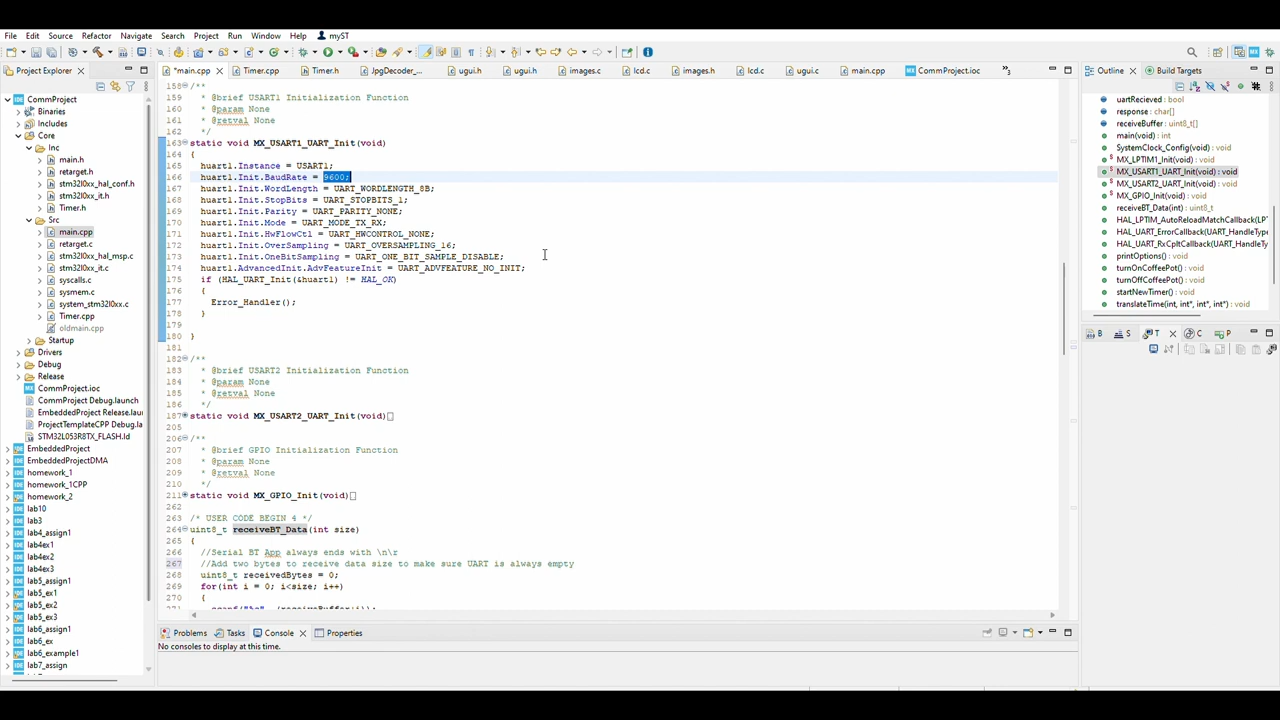 File Edit Source Refactor Navigate Search Project Run Window Help myST
Project Explorer
*main.cpp Timer.cpp Timer.h JpgDecoder_... ugui.h ugui.h images.c lcd.c images.h lcd.c ugui.c main.cpp CommProject.ioc
Outline Build Targets
CommProject
Binaries
Includes
Core
Inc
main.h
retarget.h
stm32l0xx_hal_conf.h
stm32l0xx_it.h
Timer.h
Src
main.cpp
retarget.c
stm32l0xx_hal_msp.c
stm32l0xx_it.c
syscalls.c
sysmem.c
system_stm32l0xx.c
Timer.cpp
oldmain.cpp
Startup
Drivers
Debug
Release
CommProject.ioc
CommProject Debug.launch
EmbeddedProject Release.lau
ProjectTemplateCPP Debug.la
STM32L053R8TX_FLASH.ld
EmbeddedProject
EmbeddedProjectDMA
homework_1
homework_1CPP
homework_2
lab10
lab3
lab4_assign1
lab4ex1
lab4ex2
lab4ex3
lab5_assign1
lab5_ex1
lab5_ex2
lab5_ex3
lab6_assign1
lab6_ex
lab6_example1
lab7_assign
158 /**
159 * @brief USART1 Initialization Function
160 * @param None
161 * @retval None
162 */
163 static void MX_USART1_UART_Init(void)
164 {
165 huart1.Instance = USART1;
166 huart1.Init.BaudRate = 9600;
167 huart1.Init.WordLength = UART_WORDLENGTH_8B;
168 huart1.Init.StopBits = UART_STOPBITS_1;
169 huart1.Init.Parity = UART_PARITY_NONE;
170 huart1.Init.Mode = UART_MODE_TX_RX;
171 huart1.Init.HwFlowCtl = UART_HWCONTROL_NONE;
172 huart1.Init.OverSampling = UART_OVERSAMPLING_16;
173 huart1.Init.OneBitSampling = UART_ONE_BIT_SAMPLE_DISABLE;
174 huart1.AdvancedInit.AdvFeatureInit = UART_ADVFEATURE_NO_INIT;
175 if (HAL_UART_Init(&huart1) != HAL_OK)
176 {
177 Error_Handler();
178 }
179
180 }
181
182 /**
183 * @brief USART2 Initialization Function
184 * @param None
185 * @retval None
186 */
187 static void MX_USART2_UART_Init(void)
205
206 /**
207 * @brief GPIO Initialization Function
208 * @param None
209 * @retval None
210 */
211 static void MX_GPIO_Init(void)
262
263 /* USER CODE BEGIN 4 */
264 uint8_t receiveBT_Data(int size)
265 {
266 //Serial BT App always ends with \n\r
267 //Add two bytes to receive data size to make sure UART is always empty
268 uint8_t receivedBytes = 0;
269 for(int i = 0; i<size; i++)
270 {
uartRecieved : bool
response : char[]
receiveBuffer : uint8_t[]
main(void) : int
SystemClock_Config(void) : void
MX_LPTIM1_Init(void) : void
MX_USART1_UART_Init(void) : void
MX_USART2_UART_Init(void) : void
MX_GPIO_Init(void) : void
receiveBT_Data(int) : uint8_t
HAL_LPTIM_AutoReloadMatchCallback(LPT
HAL_UART_ErrorCallback(UART_HandleType
HAL_UART_RxCpltCallback(UART_HandleTy
printOptions() : void
turnOnCoffeePot() : void
turnOffCoffeePot() : void
startNewTimer() : void
translateTime(int, int*, int*) : void
B S T C P
Problems Tasks Console Properties
No consoles to display at this time.